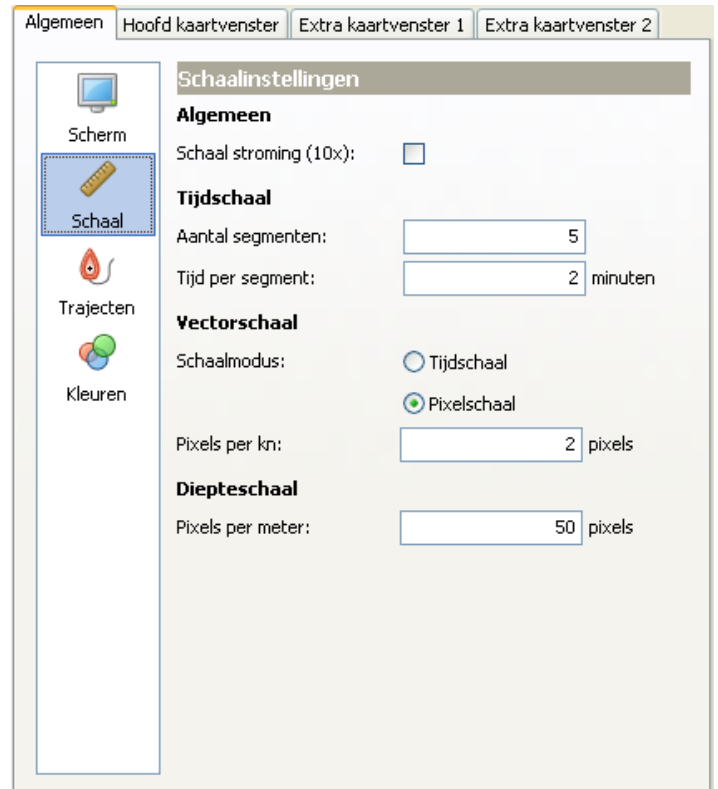 Algemeen
Hoofd kaartvenster
Extra kaartvenster 1
Extra kaartvenster 2
Scherm
Schaal
Trajecten
Kleuren
Schaalinstellingen
Algemeen
Schaal stroming (10x):
Tijdschaal
Aantal segmenten: 5
Tijd per segment: 2 minuten
Vectorschaal
Schaalmodus: Tijdschaal
Pixelschaal
Pixels per kn: 2 pixels
Diepteschaal
Pixels per meter: 50 pixels